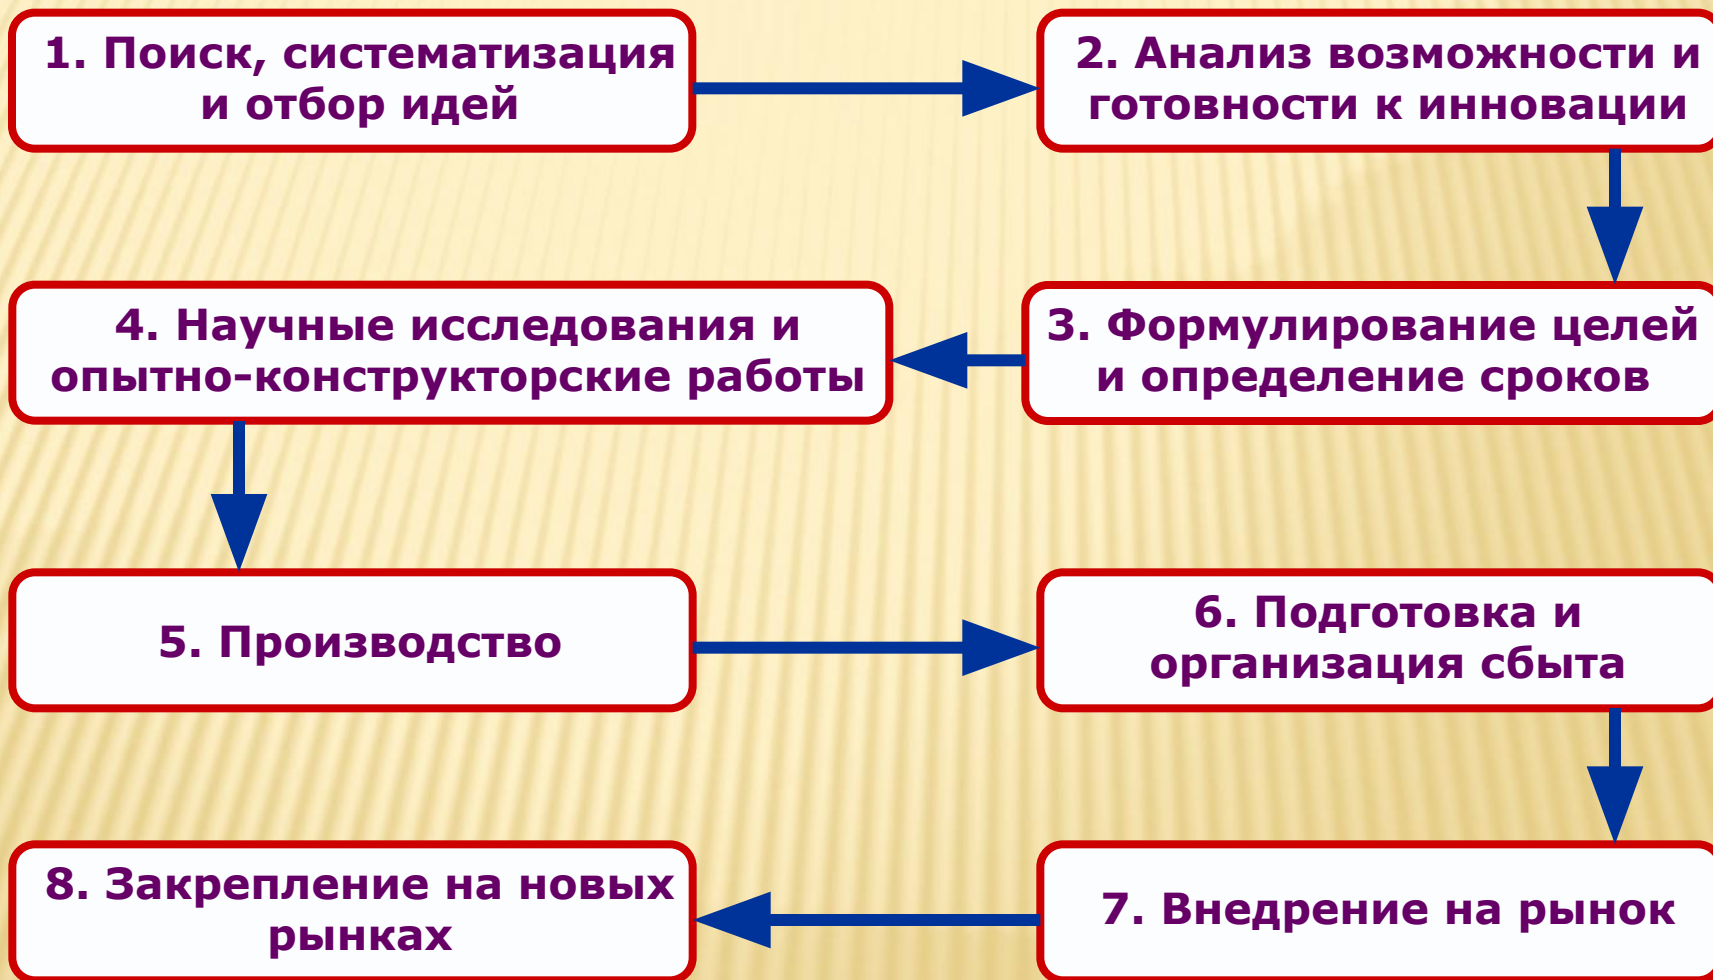 1. Поиск, систематизация
и отбор идей
2. Анализ возможности и
готовности к инновации
3. Формулирование целей
и определение сроков
4. Научные исследования и
опытно-конструкторские работы
5. Производство
6. Подготовка и
организация сбыта
7. Внедрение на рынок
8. Закрепление на новых
рынках